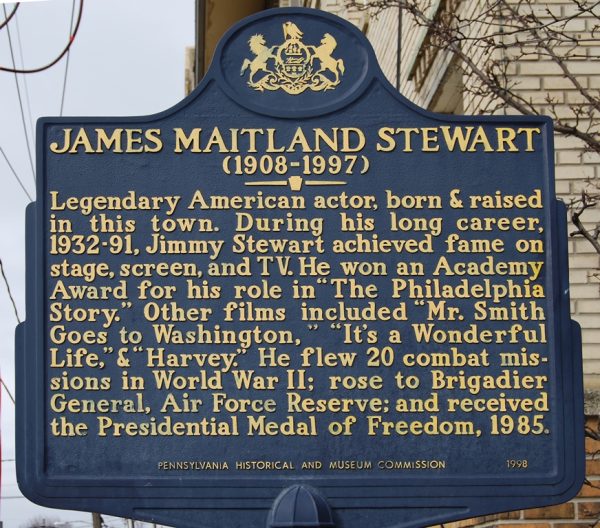 JAMES MAITLAND STEWART
(1908-1997)
Legendary American actor, born & raised
in this town. During his long career,
1932-91, Jimmy Stewart achieved fame on
stage, screen, and TV. He won an Academy
Award for his role in "The Philadelphia
Story." Other films included "Mr. Smith
Goes to Washington, " "It's a Wonderful
Life," & "Harvey." He flew 20 combat mis-
sions in World War II; rose to Brigadier
General, Air Force Reserve; and received
the Presidential Medal of Freedom, 1985.
PENNSYLVANIA HISTORICAL AND MUSEUM COMMISSION 1998